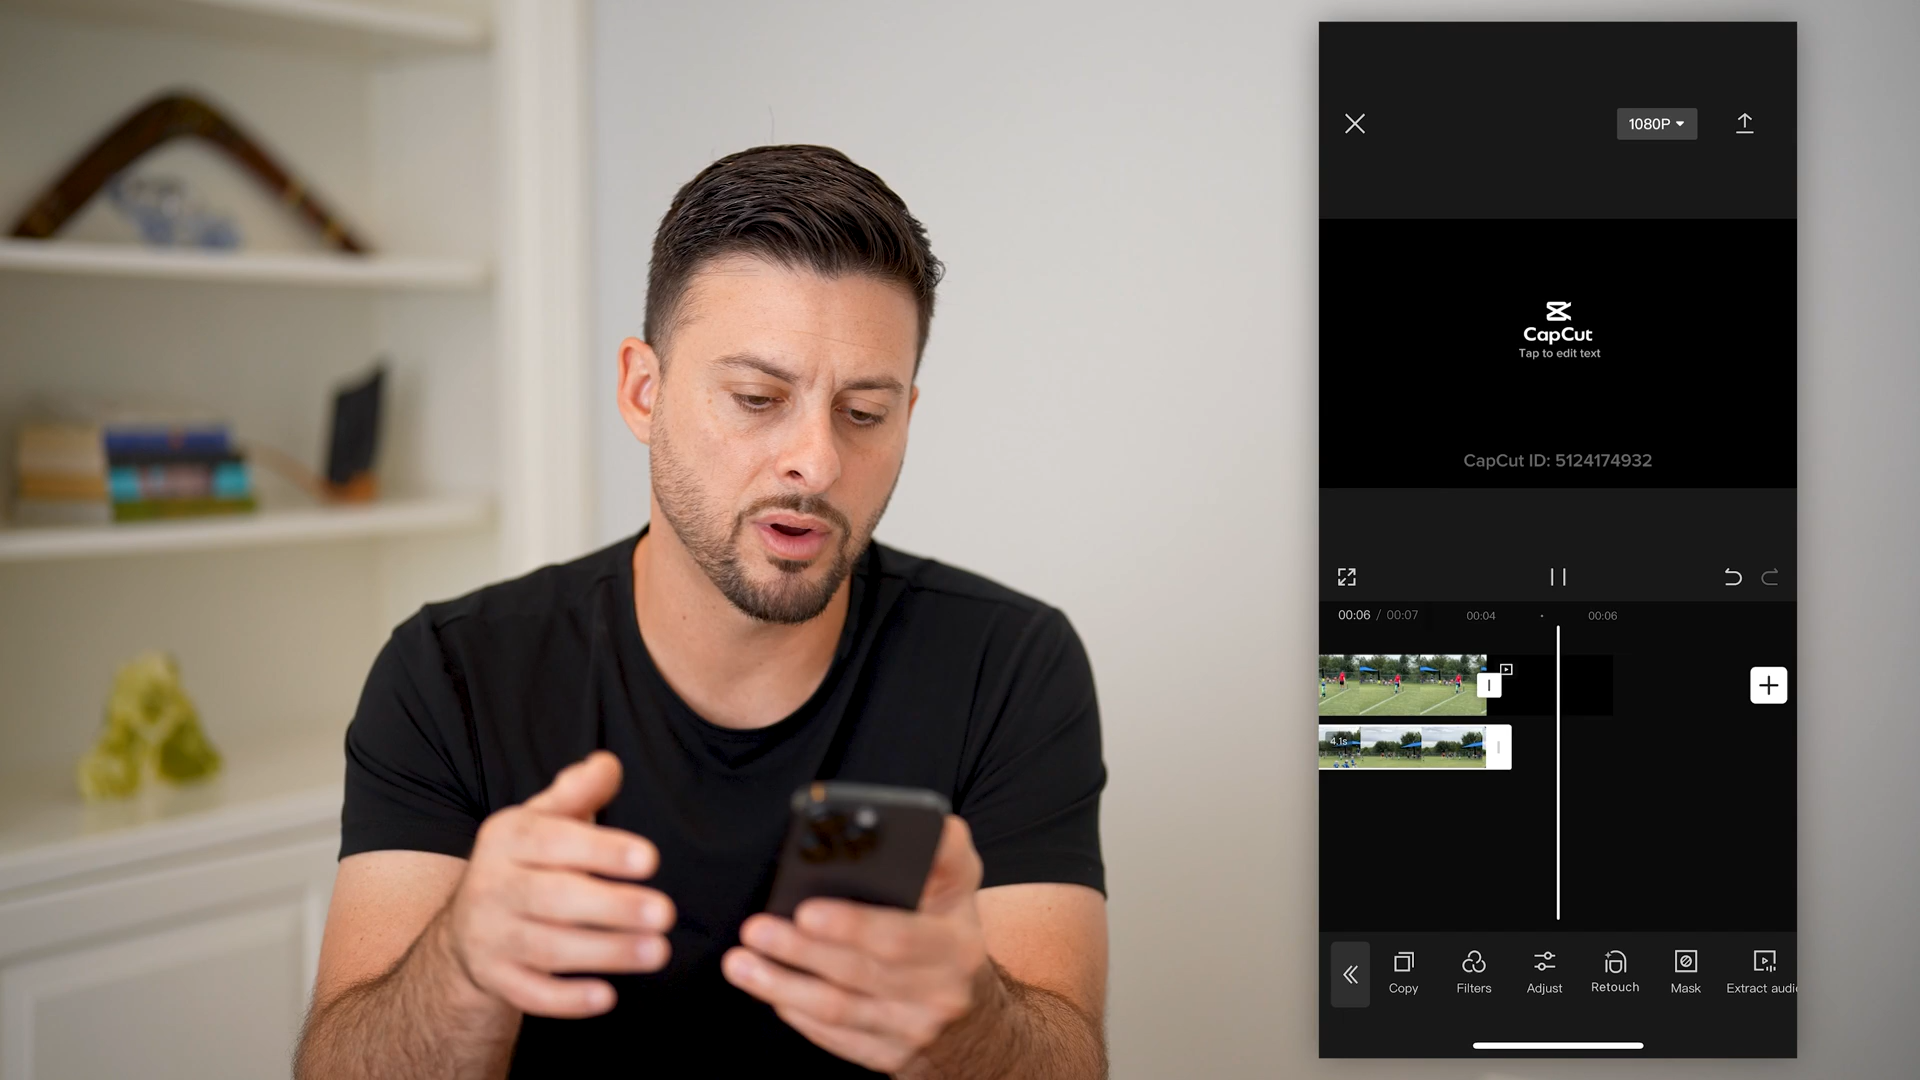 1080P
CapCut
Tap to edit text
CapCut ID: 5124174932
00:06 / 00:07 00:04 00:06
4.1s
Copy Filters Adjust Retouch Mask Extract audi